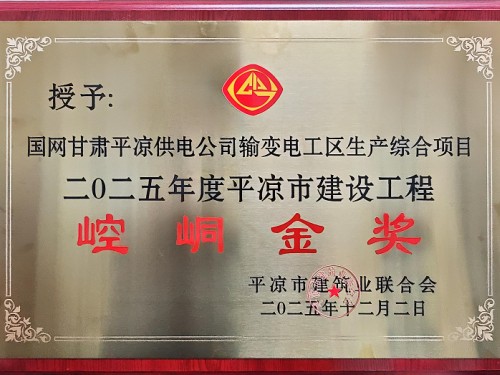 授予:
国网甘肃平凉供电公司输变电工区生产综合项目
二〇二五年度平凉市建设工程
崆峒金奖
平凉市建筑业联合会
二〇二五年十二月二日